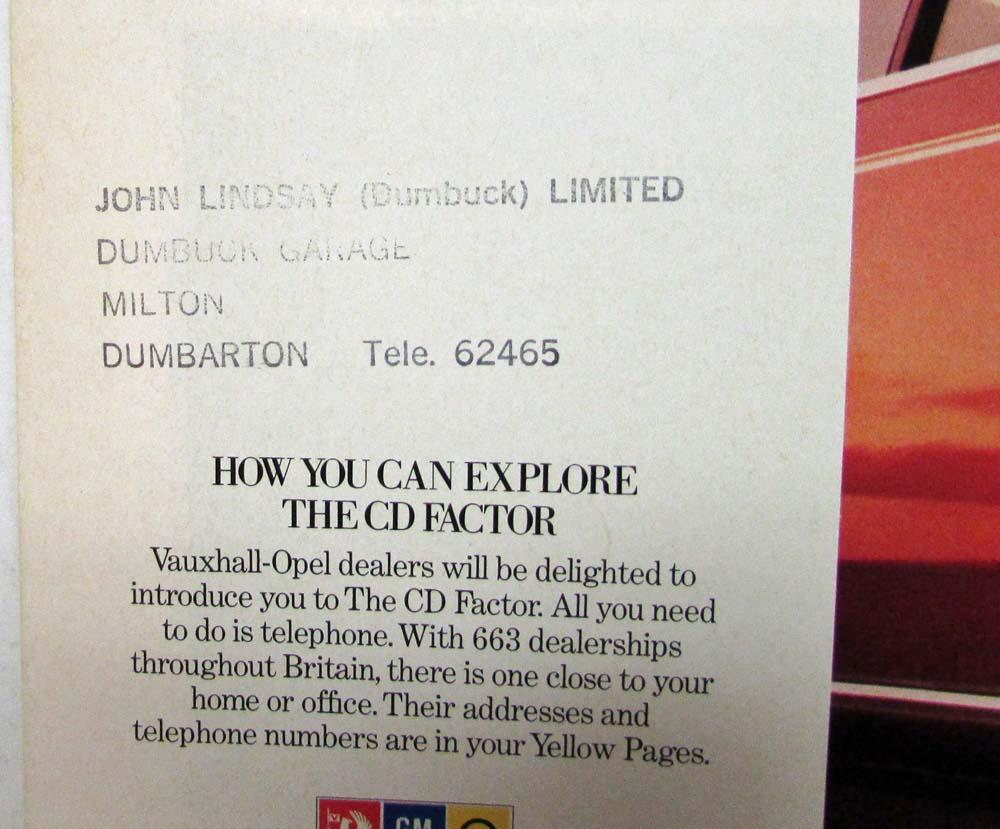 JOHN LINDSAY (Dumbuck) LIMITED
DUMBUCK GARAGE
MILTON
DUMBARTON Tele. 62465
HOW YOU CAN EXPLORE
THE CD FACTOR
Vauxhall-Opel dealers will be delighted to
introduce you to The CD Factor. All you need
to do is telephone. With 663 dealerships
throughout Britain, there is one close to your
home or office. Their addresses and
telephone numbers are in your Yellow Pages.
GM